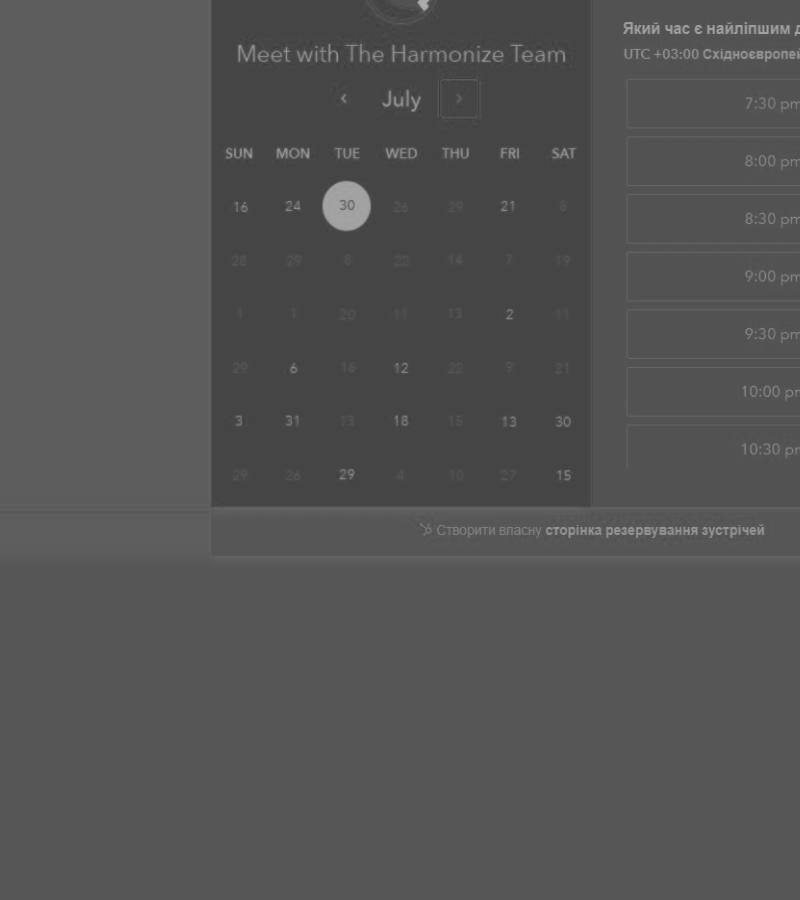 Meet with The Harmonize Team
July
SUN MON TUE WED THU FRI SAT
16 24 30 26 29 21 8
28 29 8 22 14 7 19
1 1 20 11 13 2 11
29 6 16 12 22 9 21
3 31 13 18 15 13 30
29 26 29 4 10 27 15
Який час є найліпшим
UTC +03:00
7:30 pm
8:00 pm
8:30 pm
9:00 pm
9:30 pm
10:00
10:30
Створити власну сторінка резервування зустрічей